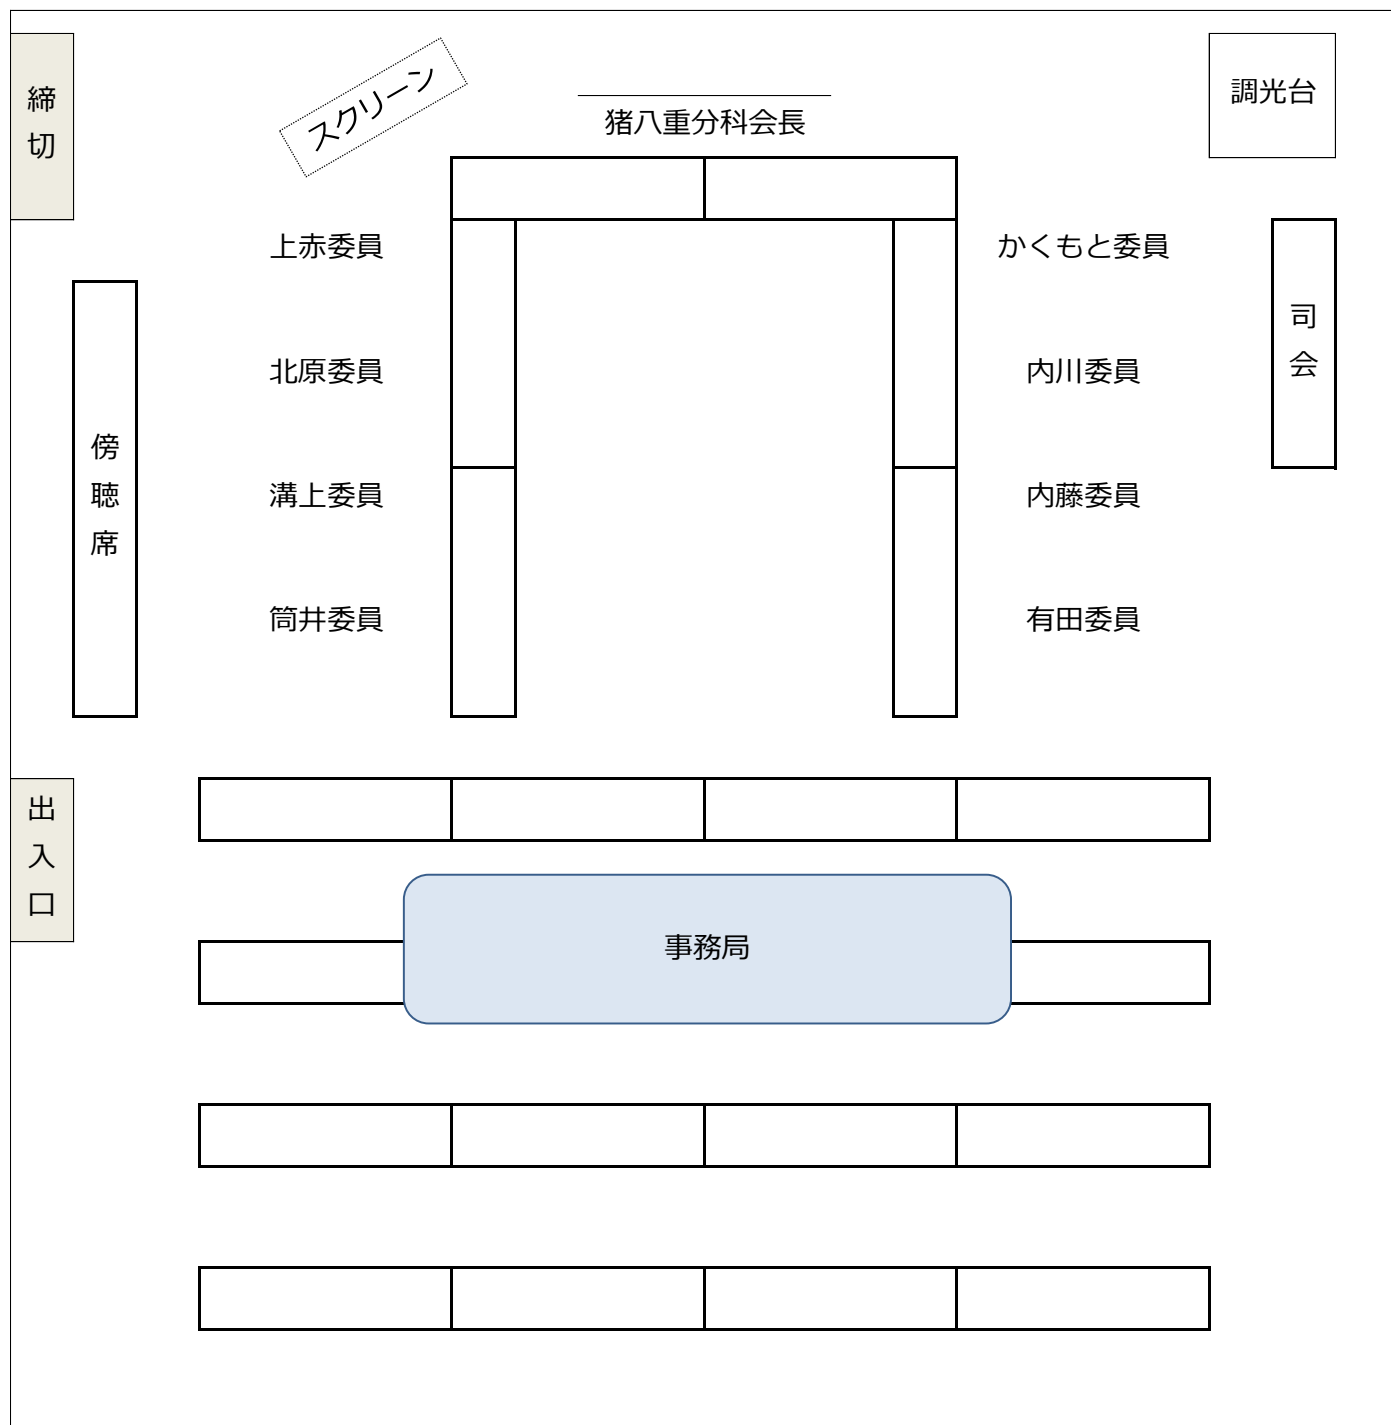 締切
スクリーン
猪八重分科会長
調光台
上赤委員
かくもと委員
司会
北原委員
内川委員
傍聴席
溝上委員
内藤委員
筒井委員
有田委員
出入口
事務局